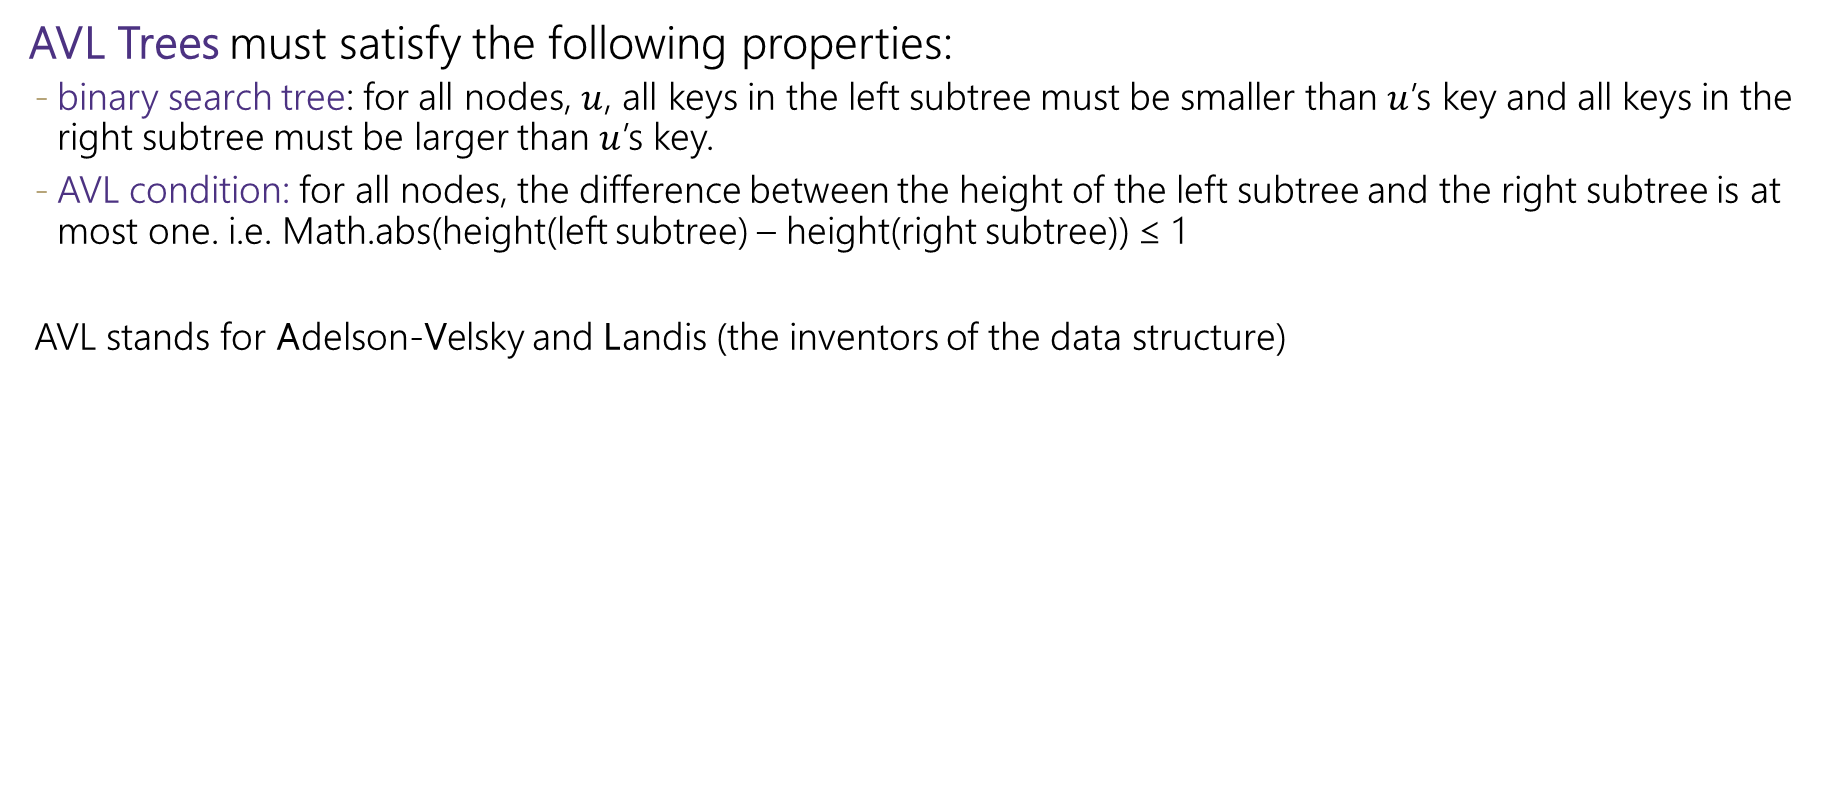 AVL Trees must satisfy the following properties:
- binary search tree: for all nodes, u, all keys in the left subtree must be smaller than u’s key and all keys in the
right subtree must be larger than u’s key.
- AVL condition: for all nodes, the difference between the height of the left subtree and the right subtree is at
most one. i.e. Math.abs(height(left subtree) – height(right subtree)) ≤ 1
AVL stands for Adelson-Velsky and Landis (the inventors of the data structure)